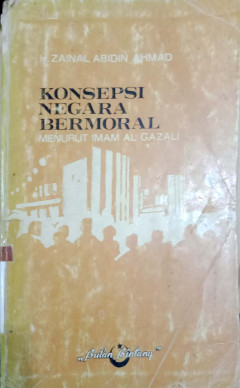 H. ZAINAL ABIDIN AHMAD
KONSEPSI
NEGARA
BERMORAL
MENURUT IMAM AL GAZALI
„Bulan Bintang”